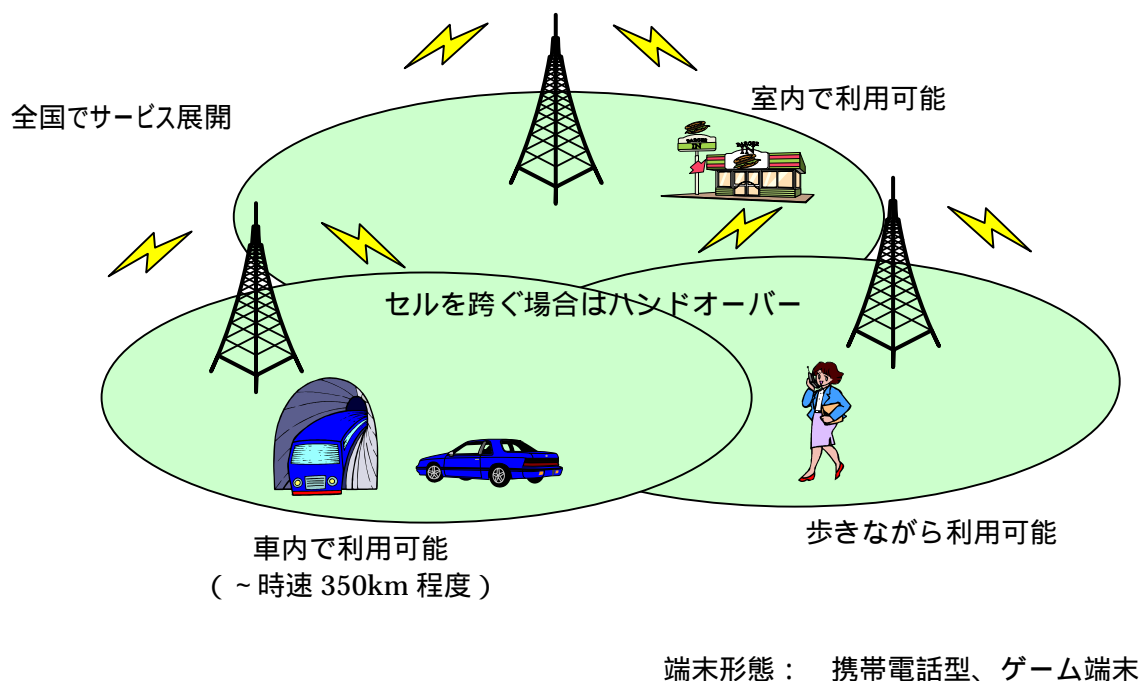 全国でサービス展開
室内で利用可能
IN
IN
セルを跨ぐ場合はハンドオーバー
車内で利用可能
(~時速 350km 程度)
歩きながら利用可能
端末形態: 携帯電話型、ゲーム端末